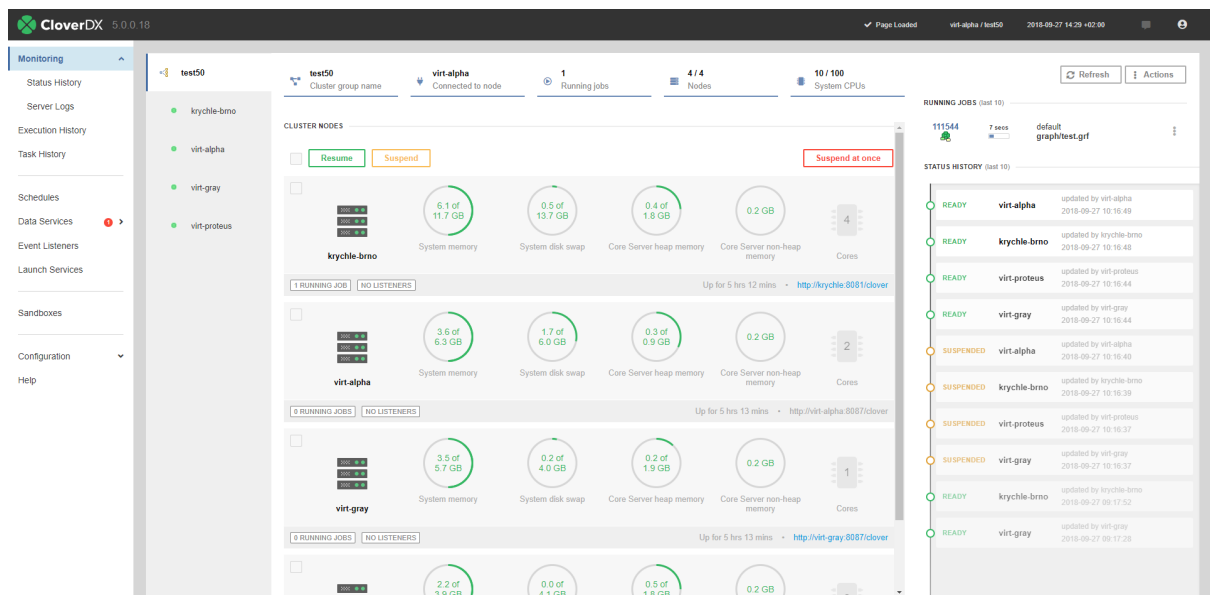 CloverDX 5.0.0.18
Page Loaded
virt-alpha / test50
2018-09-27 14:29 +02:00
Monitoring
Status History
Server Logs
Execution History
Task History
Schedules
Data Services 1
Event Listeners
Launch Services
Sandboxes
Configuration
Help
test50
krychle-brno
virt-alpha
virt-gray
virt-proteus
test50
Cluster group name
virt-alpha
Connected to node
1
Running jobs
4 / 4
Nodes
10 / 100
System CPUs
Refresh
Actions
CLUSTER NODES
Resume
Suspend
Suspend at once
krychle-brno
6.1 of
11.7 GB
System memory
0.5 of
13.7 GB
System disk swap
0.4 of
1.8 GB
Core Server heap memory
0.2 GB
Core Server non-heap
memory
4
Cores
1 RUNNING JOB
NO LISTENERS
Up for 5 hrs 12 mins • http://krychle:8081/clover
virt-alpha
3.6 of
6.3 GB
System memory
1.7 of
6.0 GB
System disk swap
0.3 of
0.9 GB
Core Server heap memory
0.2 GB
Core Server non-heap
memory
2
Cores
0 RUNNING JOBS
NO LISTENERS
Up for 5 hrs 13 mins • http://virt-alpha:8087/clover
virt-gray
3.5 of
5.7 GB
System memory
0.2 of
4.0 GB
System disk swap
0.2 of
1.9 GB
Core Server heap memory
0.2 GB
Core Server non-heap
memory
1
Cores
0 RUNNING JOBS
NO LISTENERS
Up for 5 hrs 13 mins • http://virt-gray:8087/clover
2.2 of
3.9 GB
0.0 of
4.1 GB
0.5 of
1.8 GB
0.2 GB
RUNNING JOBS (last 10)
111544
7 secs
default
graph/test.grf
STATUS HISTORY (last 10)
READY virt-alpha updated by virt-alpha
2018-09-27 10:16:49
READY krychle-brno updated by krychle-brno
2018-09-27 10:16:48
READY virt-proteus updated by virt-proteus
2018-09-27 10:16:44
READY virt-gray updated by virt-gray
2018-09-27 10:16:44
SUSPENDED virt-alpha updated by virt-alpha
2018-09-27 10:16:40
SUSPENDED krychle-brno updated by krychle-brno
2018-09-27 10:16:39
SUSPENDED virt-proteus updated by virt-proteus
2018-09-27 10:16:37
SUSPENDED virt-gray updated by virt-gray
2018-09-27 10:16:37
READY krychle-brno updated by krychle-brno
2018-09-27 09:17:52
READY virt-gray updated by virt-gray
2018-09-27 09:17:28